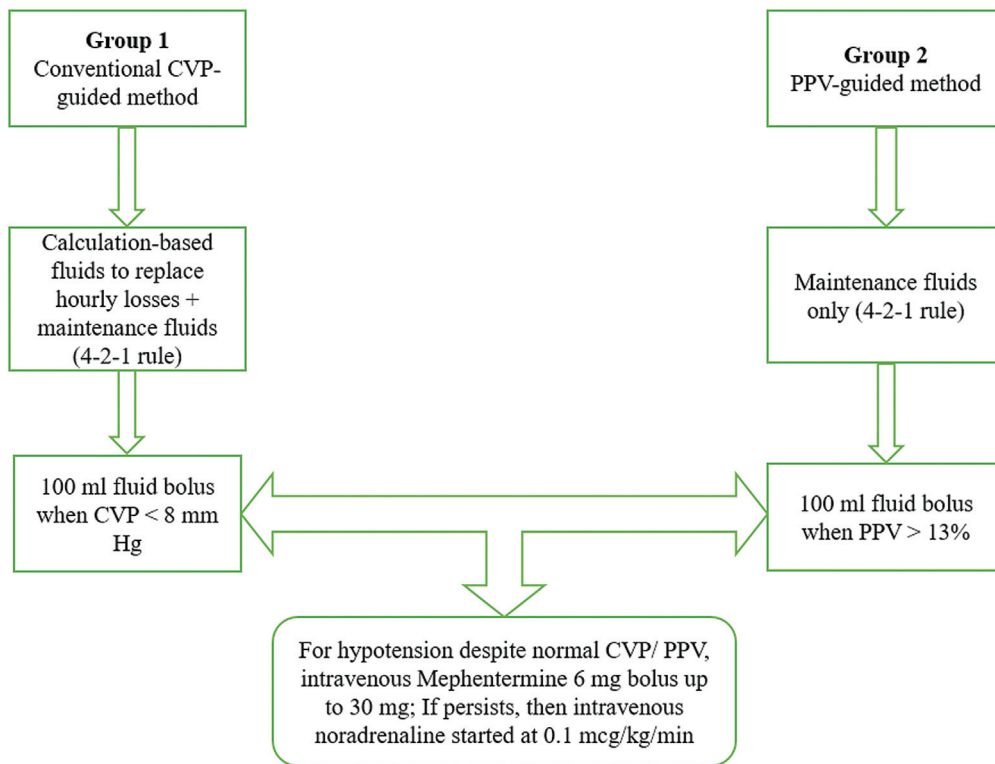 Group 1
Conventional CVP-
guided method
Group 2
PPV-guided method
Calculation-based
fluids to replace
hourly losses +
maintenance fluids
(4-2-1 rule)
Maintenance fluids
only (4-2-1 rule)
100 ml fluid bolus
when CVP < 8 mm
Hg
100 ml fluid bolus
when PPV > 13%
For hypotension despite normal CVP/ PPV,
intravenous Mephentermine 6 mg bolus up
to 30 mg; If persists, then intravenous
noradrenaline started at 0.1 mcg/kg/min